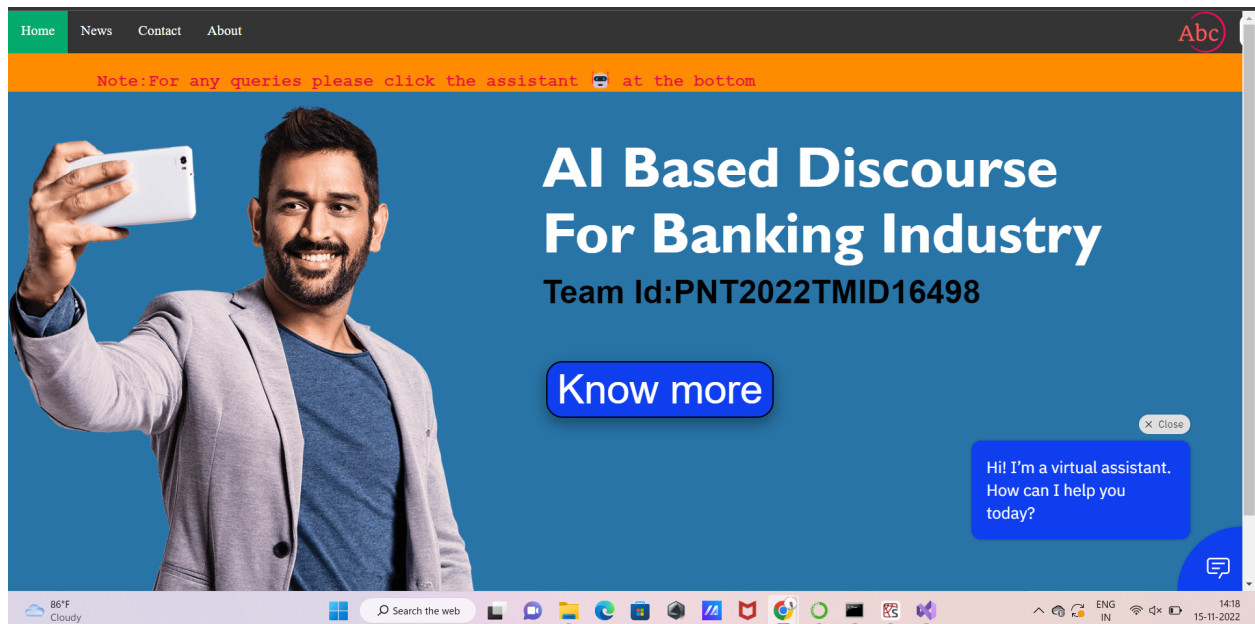 Home News Contact About
Abc
Note:For any queries please click the assistant 🤖 at the bottom
AI Based Discourse
For Banking Industry
Team Id:PNT2022TMID16498
Know more
× Close
Hi! I'm a virtual assistant.
How can I help you
today?
86°F
Cloudy
Search the web
ENG
IN
14:18
15-11-2022